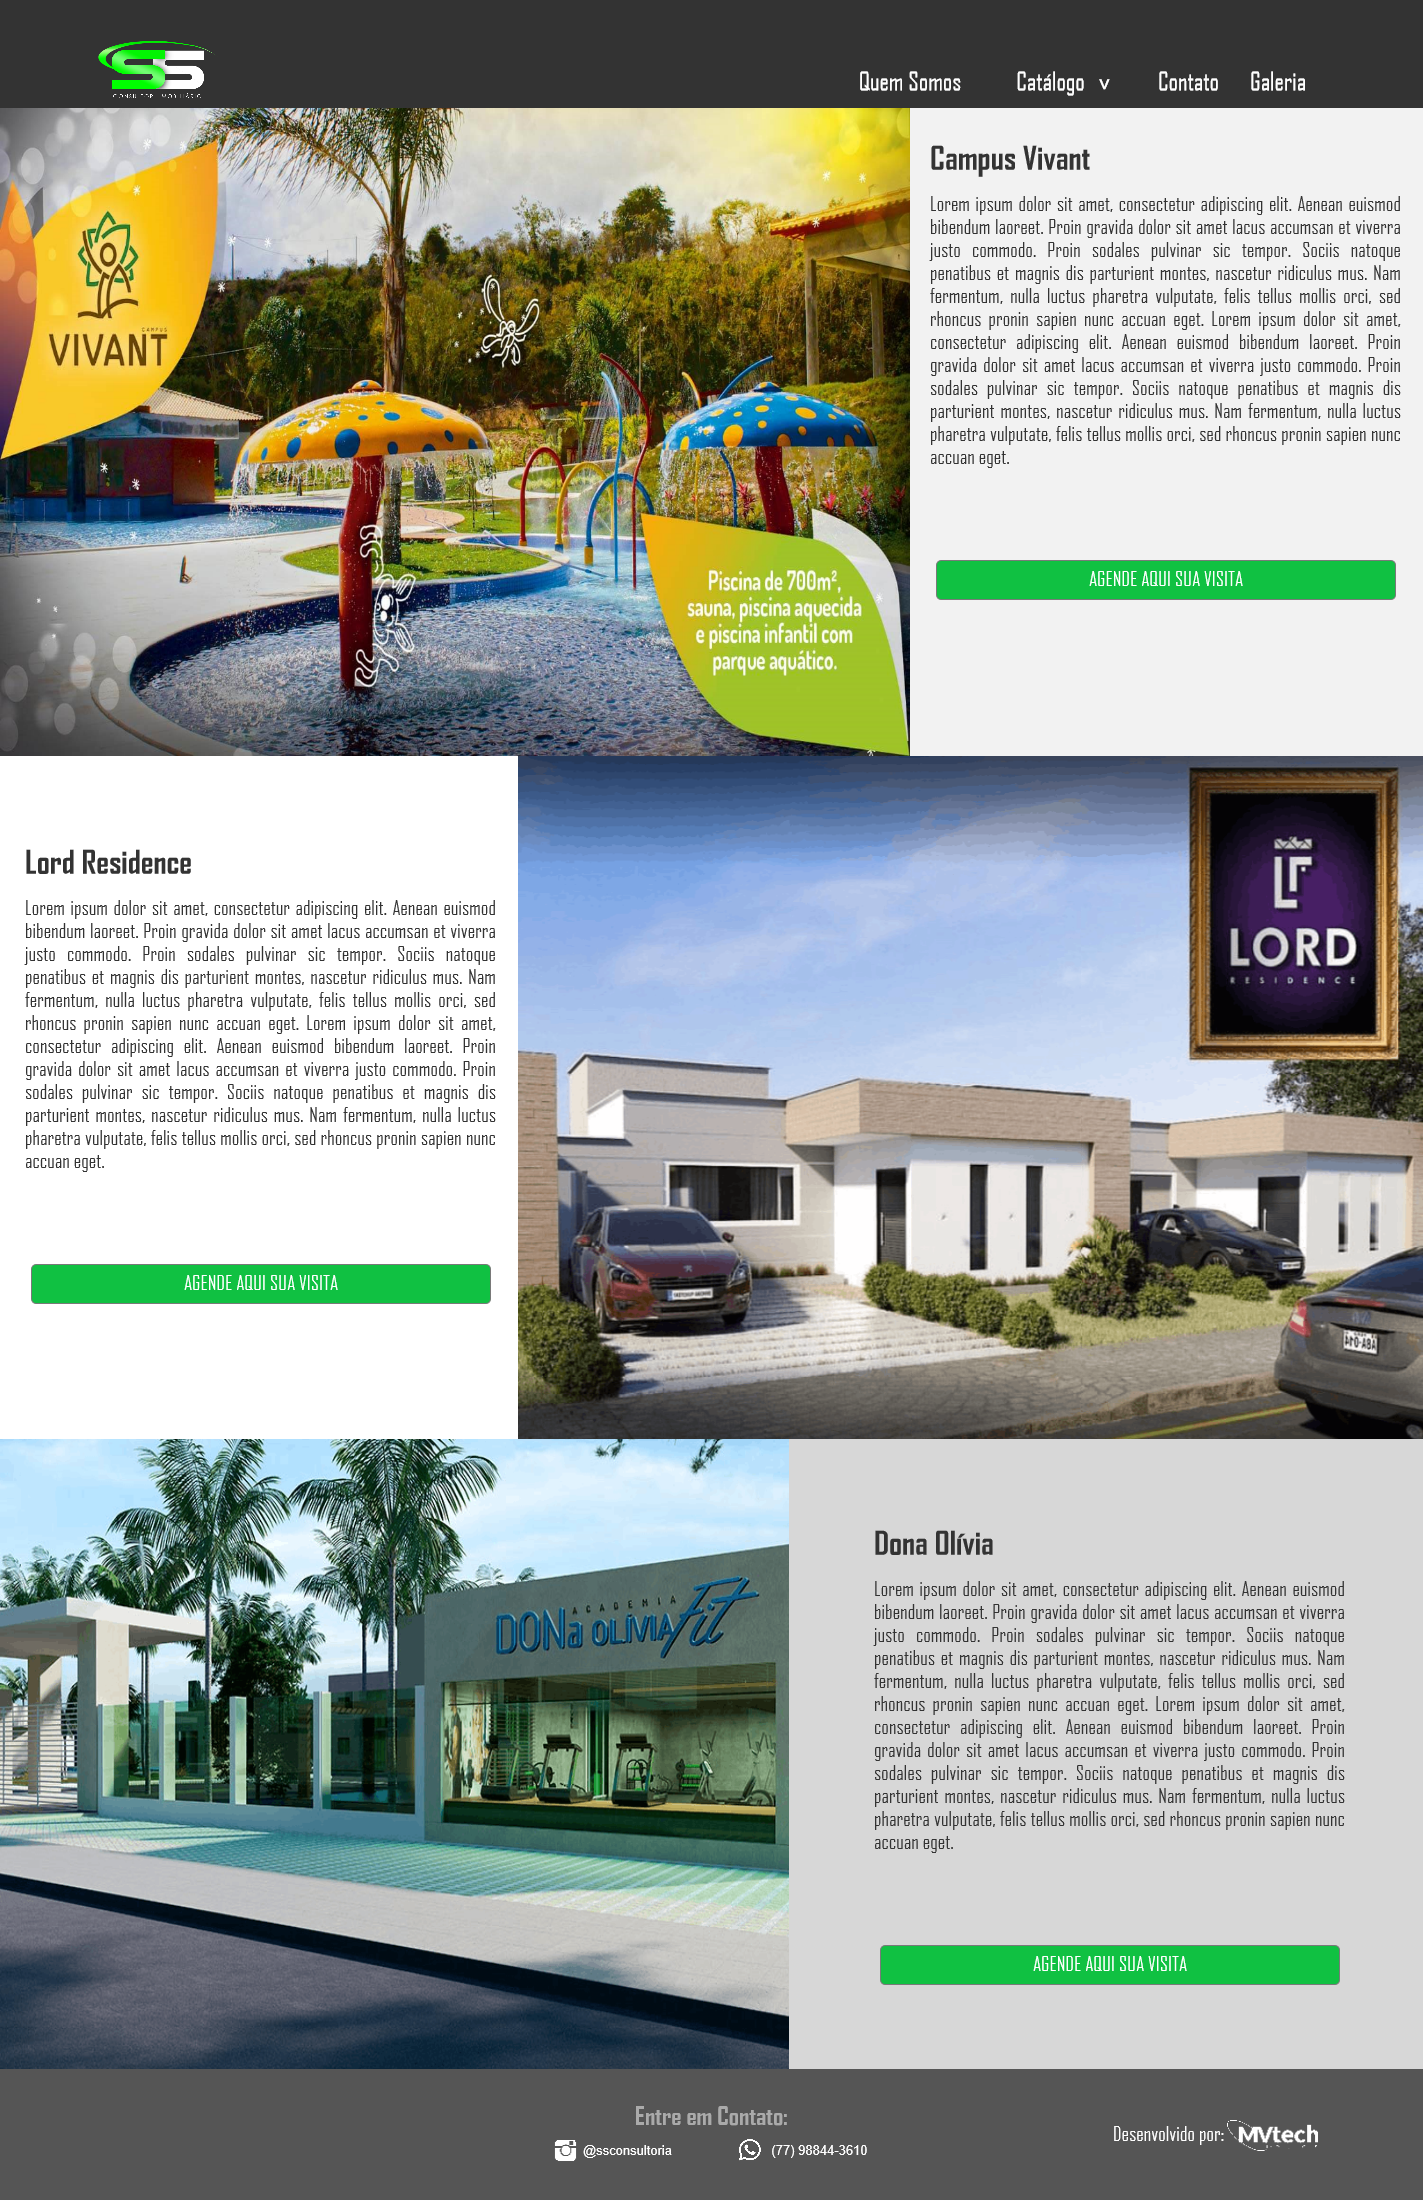 SS
Quem Somos
Catálogo v
Contato
Galeria
CAMPUS
VIVANT
Piscina de 700m²,
sauna, piscina aquecida
e piscina infantil com
parque aquático.
Campus Vivant
Lorem ipsum dolor sit amet, consectetur adipiscing elit. Aenean euismod
bibendum laoreet. Proin gravida dolor sit amet lacus accumsan et viverra
justo commodo. Proin sodales pulvinar sic tempor. Sociis natoque
penatibus et magnis dis parturient montes, nascetur ridiculus mus. Nam
fermentum, nulla luctus pharetra vulputate, felis tellus mollis orci, sed
rhoncus pronin sapien nunc accuan eget. Lorem ipsum dolor sit amet,
consectetur adipiscing elit. Aenean euismod bibendum laoreet. Proin
gravida dolor sit amet lacus accumsan et viverra justo commodo. Proin
sodales pulvinar sic tempor. Sociis natoque penatibus et magnis dis
parturient montes, nascetur ridiculus mus. Nam fermentum, nulla luctus
pharetra vulputate, felis tellus mollis orci, sed rhoncus pronin sapien nunc
accuan eget.
AGENDE AQUI SUA VISITA
Lord Residence
Lorem ipsum dolor sit amet, consectetur adipiscing elit. Aenean euismod
bibendum laoreet. Proin gravida dolor sit amet lacus accumsan et viverra
justo commodo. Proin sodales pulvinar sic tempor. Sociis natoque
penatibus et magnis dis parturient montes, nascetur ridiculus mus. Nam
fermentum, nulla luctus pharetra vulputate, felis tellus mollis orci, sed
rhoncus pronin sapien nunc accuan eget. Lorem ipsum dolor sit amet,
consectetur adipiscing elit. Aenean euismod bibendum laoreet. Proin
gravida dolor sit amet lacus accumsan et viverra justo commodo. Proin
sodales pulvinar sic tempor. Sociis natoque penatibus et magnis dis
parturient montes, nascetur ridiculus mus. Nam fermentum, nulla luctus
pharetra vulputate, felis tellus mollis orci, sed rhoncus pronin sapien nunc
accuan eget.
AGENDE AQUI SUA VISITA
LORD
RESIDENCE
ACADEMIA
DONa OLÍVIA Fit
Dona Olívia
Lorem ipsum dolor sit amet, consectetur adipiscing elit. Aenean euismod
bibendum laoreet. Proin gravida dolor sit amet lacus accumsan et viverra
justo commodo. Proin sodales pulvinar sic tempor. Sociis natoque
penatibus et magnis dis parturient montes, nascetur ridiculus mus. Nam
fermentum, nulla luctus pharetra vulputate, felis tellus mollis orci, sed
rhoncus pronin sapien nunc accuan eget. Lorem ipsum dolor sit amet,
consectetur adipiscing elit. Aenean euismod bibendum laoreet. Proin
gravida dolor sit amet lacus accumsan et viverra justo commodo. Proin
sodales pulvinar sic tempor. Sociis natoque penatibus et magnis dis
parturient montes, nascetur ridiculus mus. Nam fermentum, nulla luctus
pharetra vulputate, felis tellus mollis orci, sed rhoncus pronin sapien nunc
accuan eget.
AGENDE AQUI SUA VISITA
Entre em Contato:
@ssconsultoria
(77) 98844-3610
Desenvolvido por: MVtech